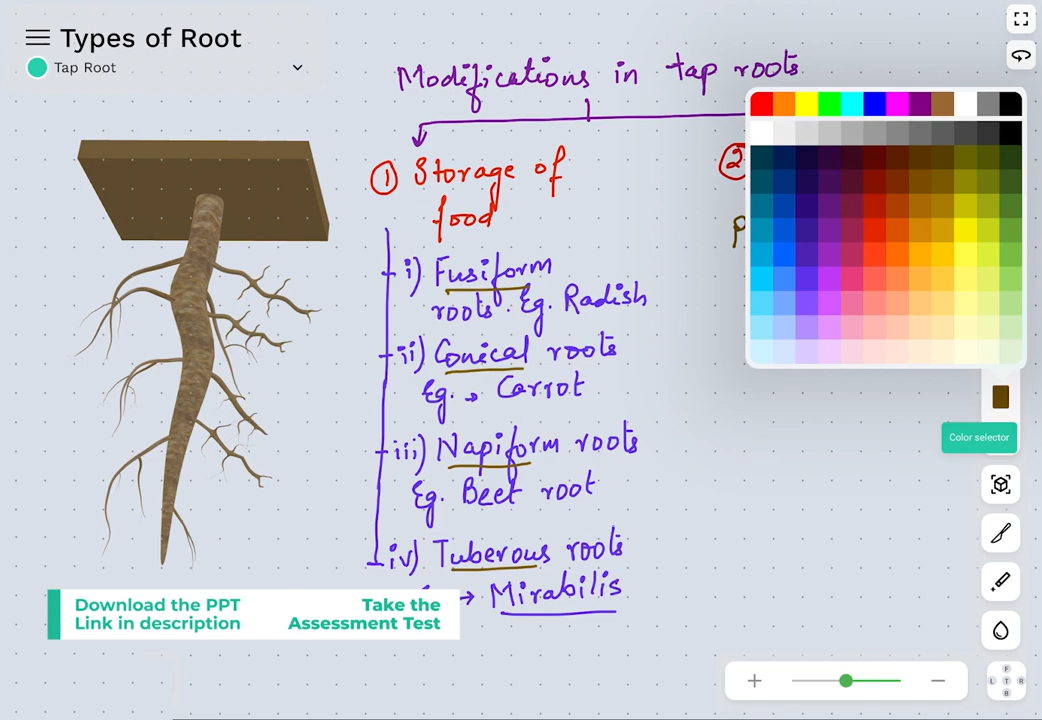 Types of Root
Tap Root
Modifications in tap roots
① Storage of
food
②
i) Fusiform
roots. Eg. Radish
ii) Conical roots
Eg. → Carrot
iii) Napiform roots
Eg. Beet root
iv) Tuberous roots
→ Mirabilis
Color selector
Download the PPT
Link in description
Take the
Assessment Test
F
L T R
B